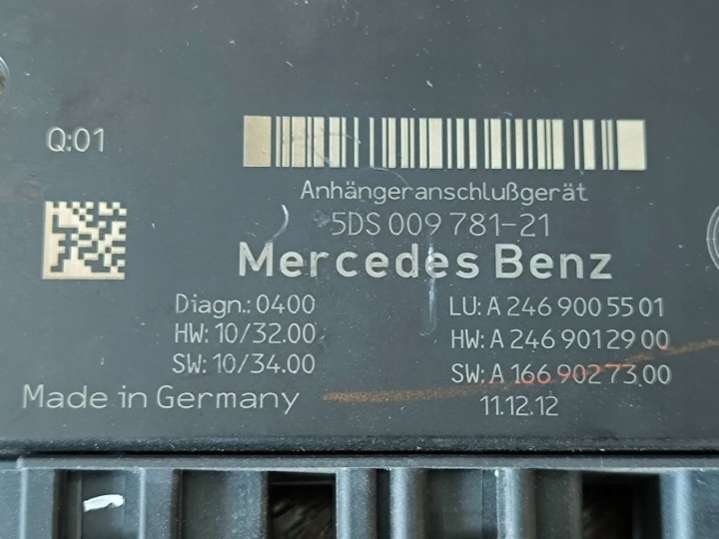 Q:01
Anhängeranschlußgerät
5DS 009 781-21
Mercedes Benz
Diagn.: 0400
HW: 10/32.00
SW: 10/34.00
LU: A 246 900 55 01
HW: A 246 901 29 00
SW: A 166 902 73 00
Made in Germany
11.12.12